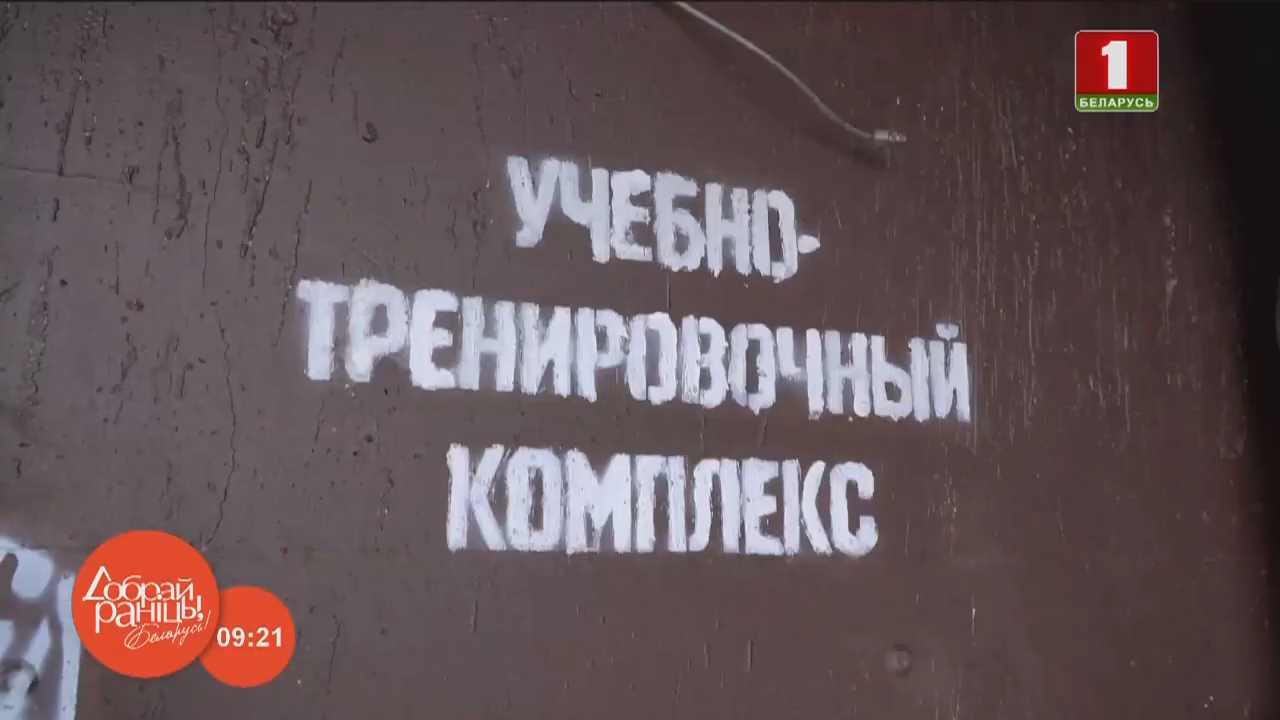 1
БЕЛАРУСЬ
УЧЕБНО-
ТРЕНИРОВОЧНЫЙ
КОМПЛЕКС
Добрай
раніцы,
Беларусь!
09:21